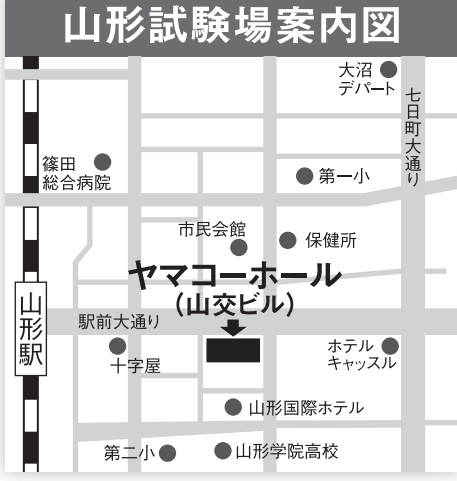 山形試験場案内図
大沼
デパート
七日町大通り
篠田
総合病院
第一小
市民会館
保健所
ヤマコーホール
(山交ビル)
山形駅
駅前大通り
十字屋
ホテル
キャッスル
山形国際ホテル
第二小
山形学院高校